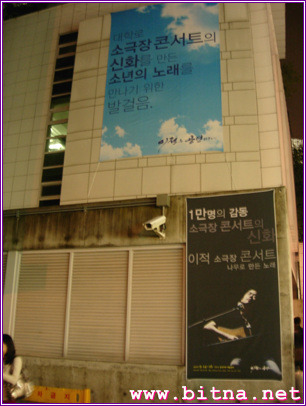 대학로
소극장 콘서트의
신화를 만든
소년의 노래를
만나기 위한
발걸음.
1만명의 감동
소극장 콘서트의
신화
이적 소극장 콘서트
나무로 만든 노래
www.bitna.net